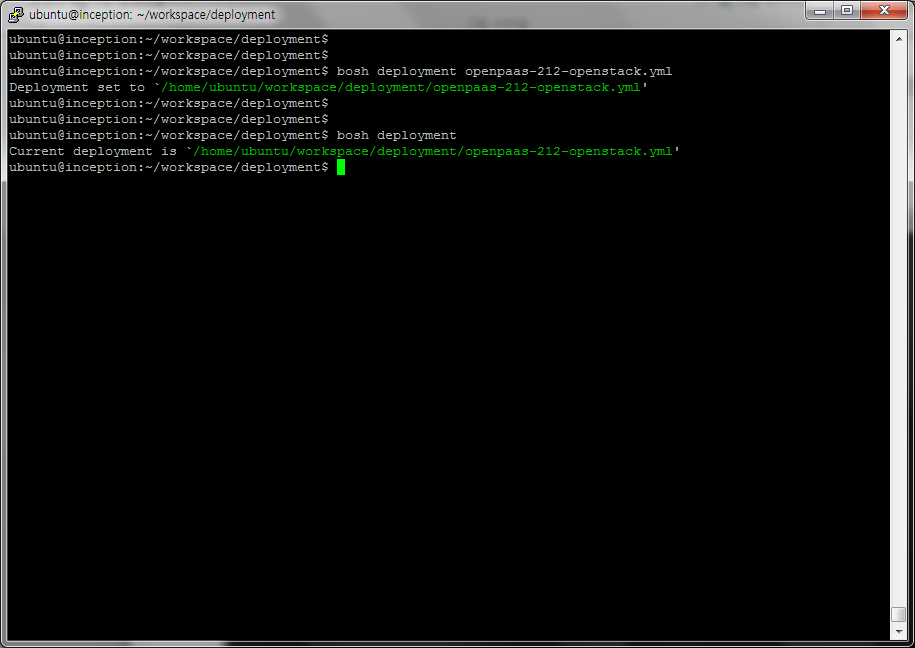 ubuntu@inception: ~/workspace/deployment
ubuntu@inception:~/workspace/deployment$
ubuntu@inception:~/workspace/deployment$
ubuntu@inception:~/workspace/deployment$ bosh deployment openpaas-212-openstack.yml
Deployment set to `/home/ubuntu/workspace/deployment/openpaas-212-openstack.yml'
ubuntu@inception:~/workspace/deployment$
ubuntu@inception:~/workspace/deployment$
ubuntu@inception:~/workspace/deployment$ bosh deployment
Current deployment is `/home/ubuntu/workspace/deployment/openpaas-212-openstack.yml'
ubuntu@inception:~/workspace/deployment$